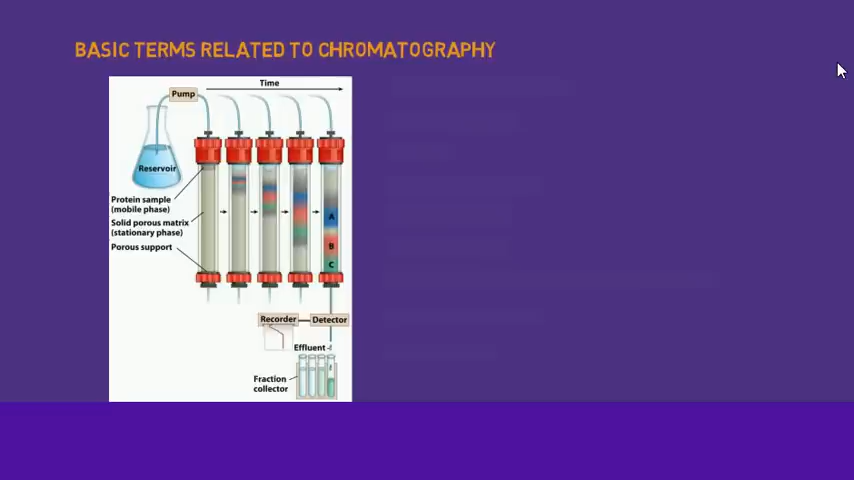 BASIC TERMS RELATED TO CHROMATOGRAPHY
Time
Pump
Reservoir
Protein sample
(mobile phase)
Solid porous matrix
(stationary phase)
Porous support
A
B
C
Recorder
Detector
Effluent
Fraction
collector